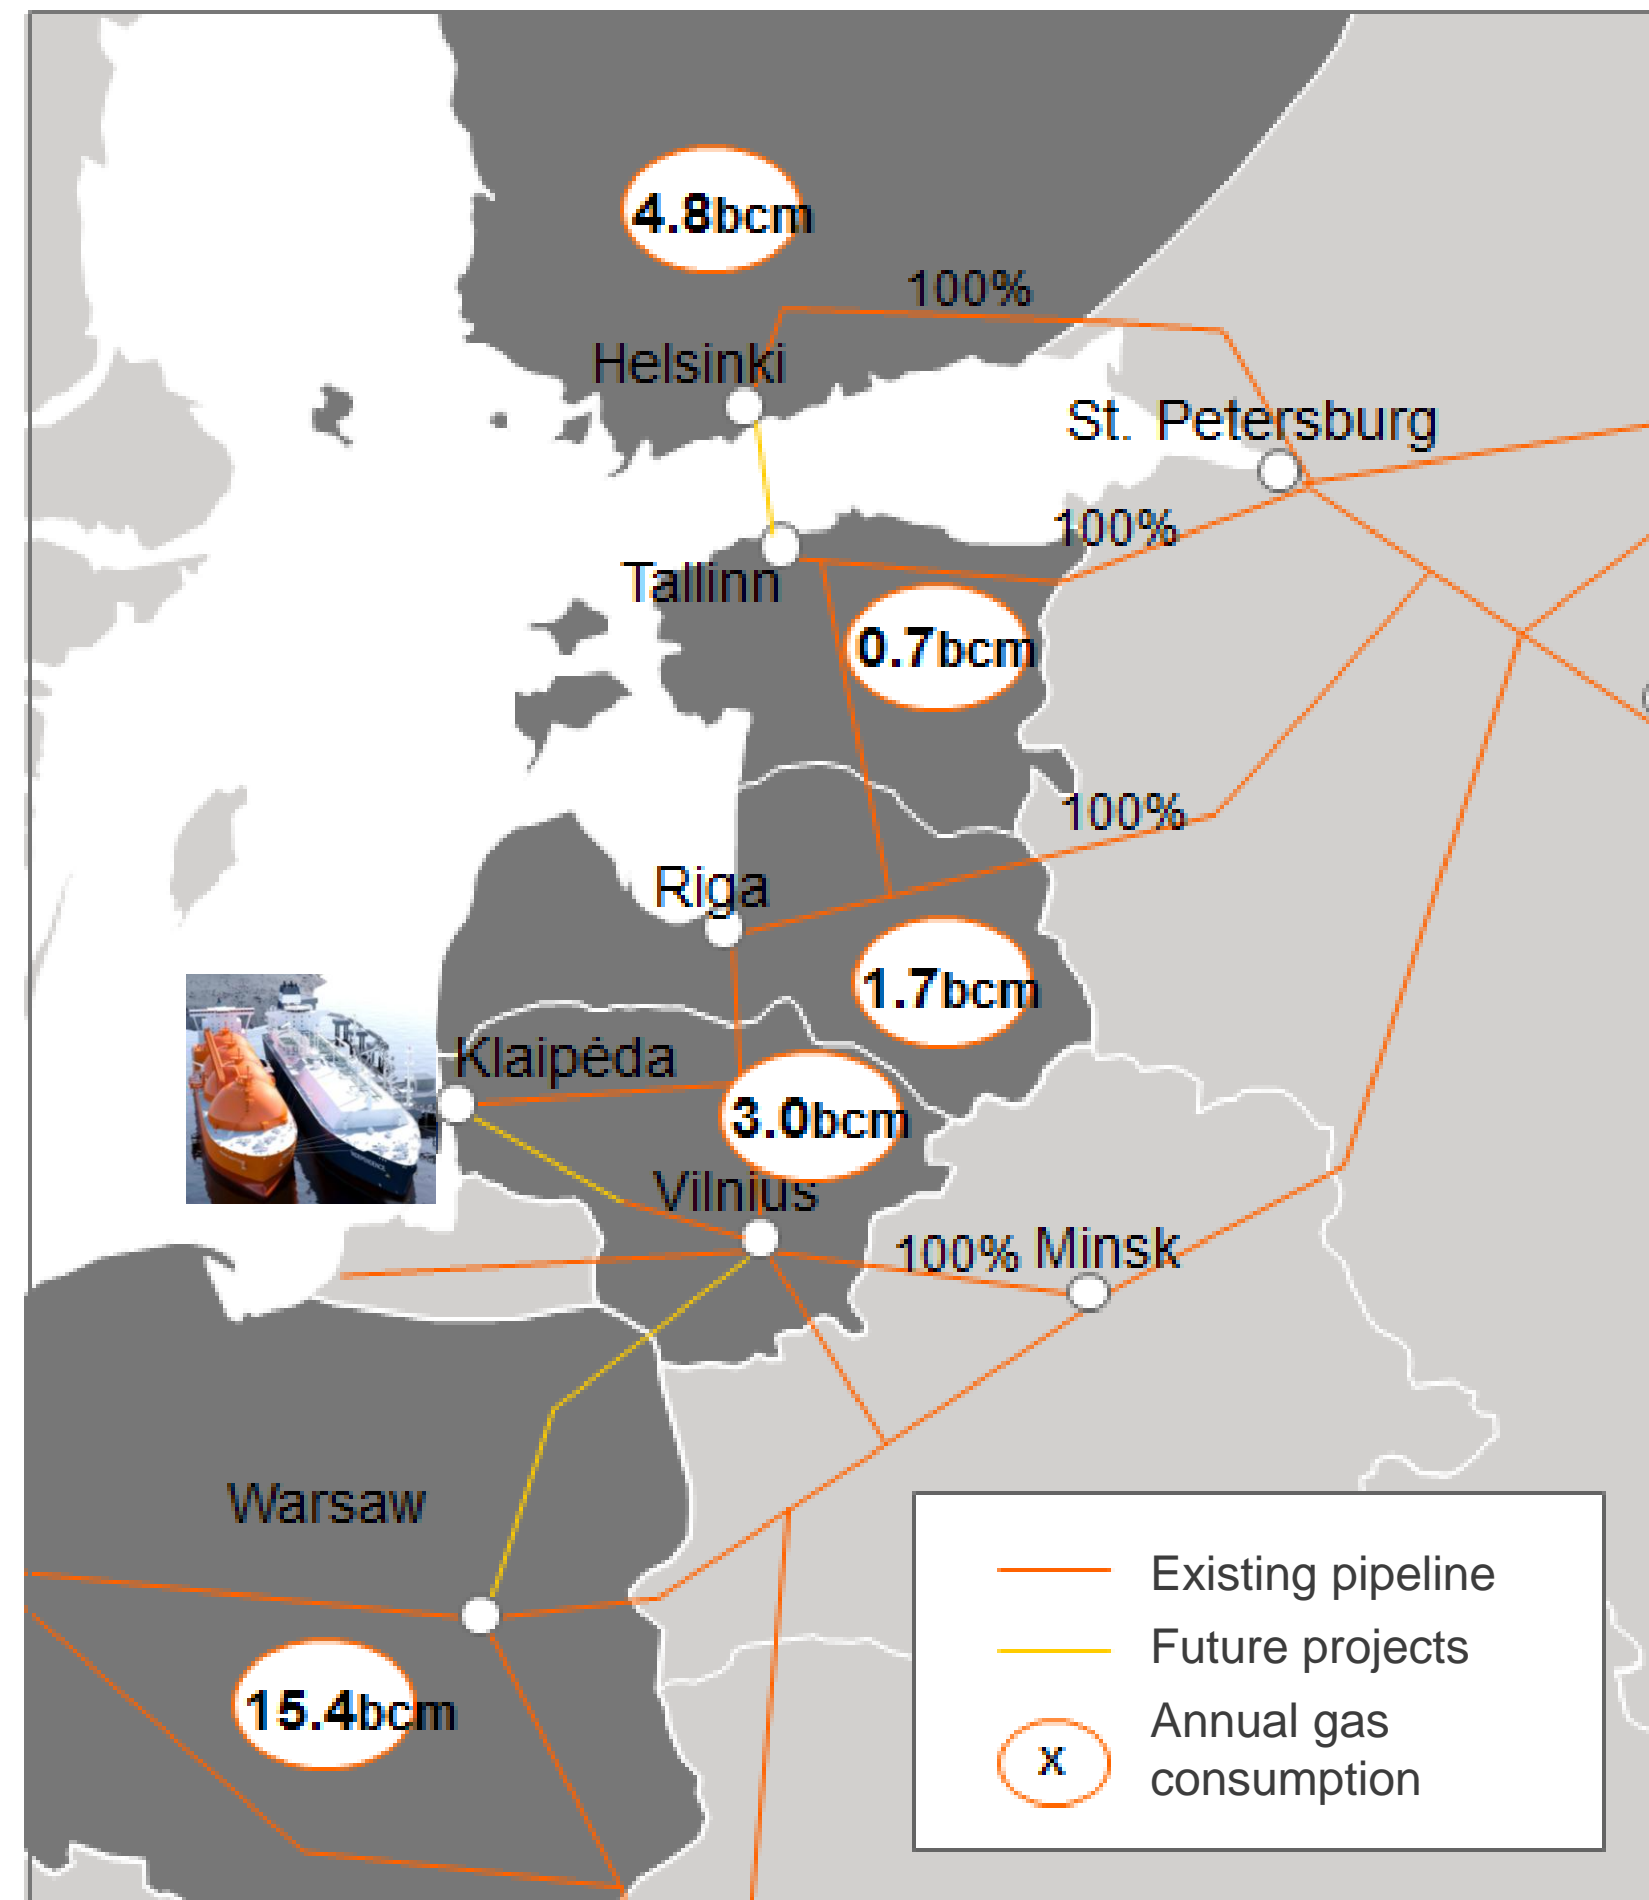 4.8bcm
100%
Helsinki
St. Petersburg
100%
Tallinn
0.7bcm
100%
Riga
1.7bcm
Klaipėda
3.0bcm
Vilnius
100% Minsk
Warsaw
15.4bcm
Existing pipeline
Future projects
x
Annual gas
consumption